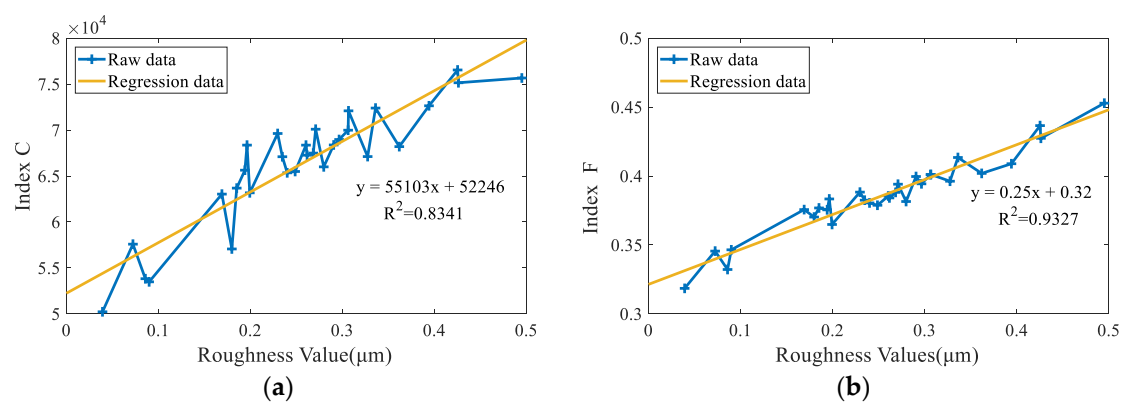 ×10⁴
8
7.5
7
6.5
6
5.5
5
0
0.1
0.2
0.3
0.4
0.5
Index C
Roughness Value(μm)
Raw data
Regression data
y = 55103x + 52246
R²=0.8341
(a)
0.5
0.45
0.4
0.35
0.3
0
0.1
0.2
0.3
0.4
0.5
Index F
Roughness Values(μm)
Raw data
Regression data
y = 0.25x + 0.32
R²=0.9327
(b)